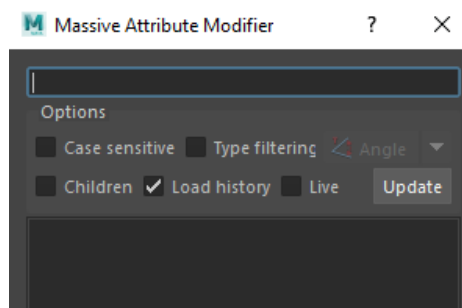 Massive Attribute Modifier ? ×
Options
Case sensitive Type filtering Angle
Children Load history Live Update